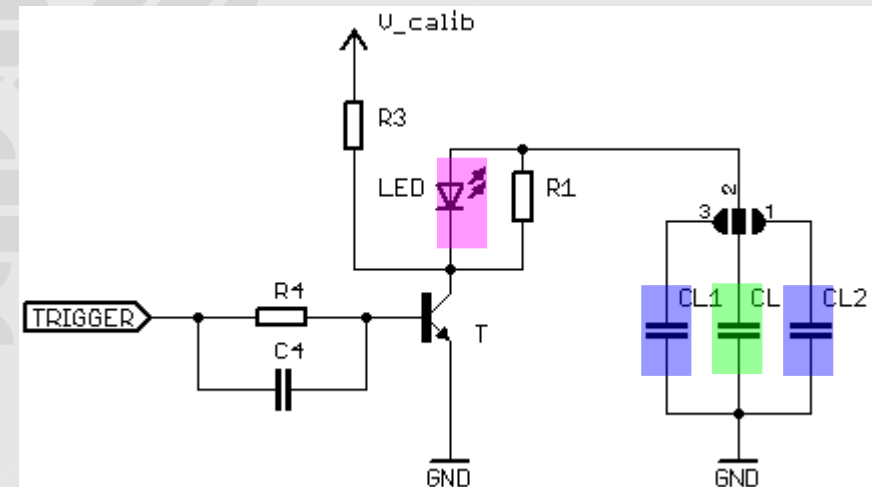 V_calib
R3
LED
R1
2
3
1
R4
CL1
CL
CL2
TRIGGER
T
C4
GND
GND